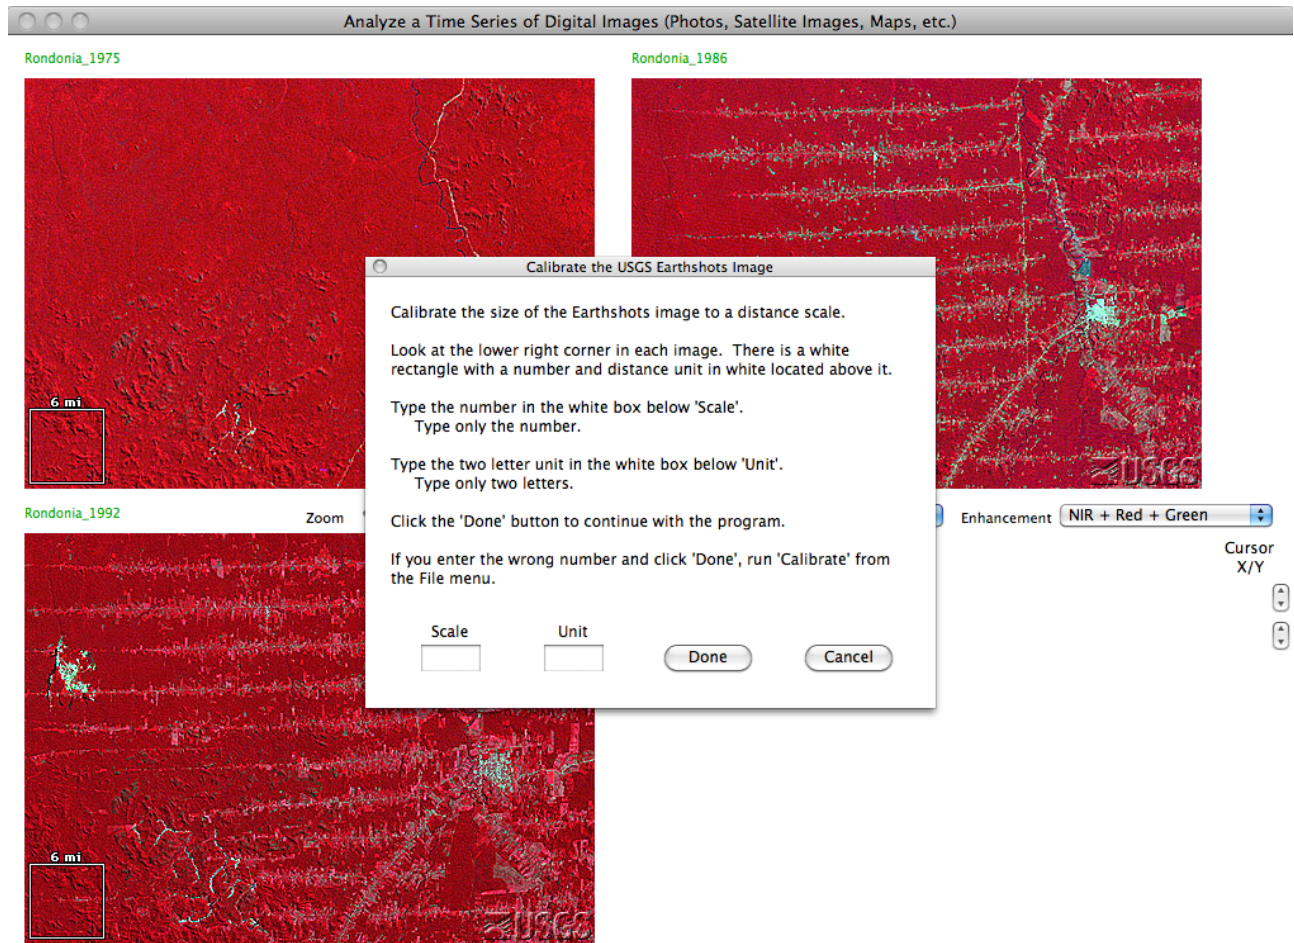 Analyze a Time Series of Digital Images (Photos, Satellite Images, Maps, etc.)
Rondonia_1975
Rondonia_1986
6 mi
USGS
Calibrate the USGS Earthshots Image
Calibrate the size of the Earthshots image to a distance scale.
Look at the lower right corner in each image. There is a white
rectangle with a number and distance unit in white located above it.
Type the number in the white box below 'Scale'.
Type only the number.
Type the two letter unit in the white box below 'Unit'.
Type only two letters.
Click the 'Done' button to continue with the program.
If you enter the wrong number and click 'Done', run 'Calibrate' from
the File menu.
Scale
Unit
Done
Cancel
Rondonia_1992
Zoom
Enhancement
NIR + Red + Green
Cursor
X/Y
6 mi
USGS